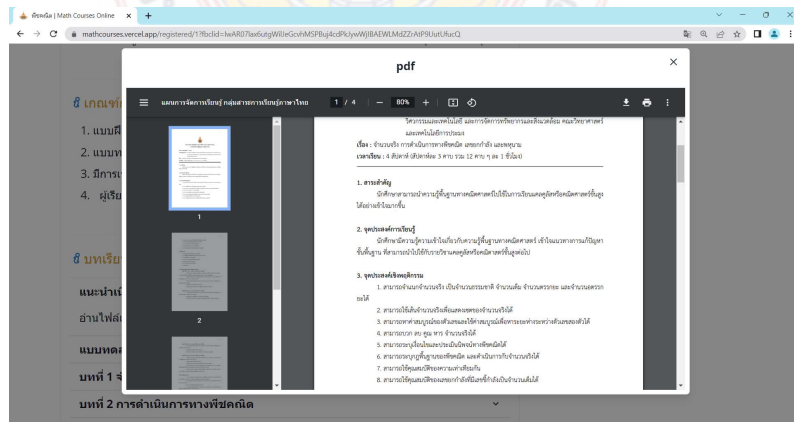 พีชคณิต | Math Courses Online
mathcourses.vercel.app/registered/1?fbclid=IwAR07lax6utgWiUeGcvhMSPBuj4cdPkJywWjIBAEWLMdZZrAtP9UutUfucQ
pdf
แผนการจัดการเรียนรู้ กลุ่มสาระการเรียนรู้ภาษาไทย
1 / 4
80%
วิศวกรรมและเทคโนโลยี และการจัดการทรัพยากรและสิ่งแวดล้อม คณะวิทยาศาสตร์
และเทคโนโลยีการประมง
เรื่อง : จำนวนจริง การดำเนินการทางพีชคณิต เลขยกกำลัง และพหุนาม
เวลาเรียน : 4 สัปดาห์ (สัปดาห์ละ 3 คาบ รวม 12 คาบ ๆ ละ 1 ชั่วโมง)
1. สาระสำคัญ
นักศึกษาสามารถนำความรู้พื้นฐานทางคณิตศาสตร์ไปใช้ในการเรียนแคลคูลัสหรือคณิตศาสตร์ชั้นสูง
ได้อย่างเข้าใจมากขึ้น
2. จุดประสงค์การเรียนรู้
นักศึกษามีความรู้ความเข้าใจเกี่ยวกับความรู้พื้นฐานทางคณิตศาสตร์ เข้าใจแนวทางการแก้ปัญหา
ขั้นพื้นฐาน ที่สามารถนำไปใช้กับรายวิชาแคลคูลัสหรือคณิตศาสตร์ชั้นสูงต่อไป
3. จุดประสงค์เชิงพฤติกรรม
1. สามารถจำแนกจำนวนจริง เป็นจำนวนธรรมชาติ จำนวนเต็ม จำนวนตรรกยะ และจำนวนอตรรก
ยะได้
2. สามารถใช้เส้นจำนวนจริงเพื่อแสดงเซตของจำนวนจริงได้
3. สามารถหาค่าสมบูรณ์ของตัวเลขและใช้ค่าสมบูรณ์เพื่อหาระยะห่างระหว่างตัวเลขสองตัวได้
4. สามารถบวก ลบ คูณ หาร จำนวนจริงได้
5. สามารถระบุเงื่อนไขและประเมินนิพจน์ทางพีชคณิตได้
6. สามารถระบุกฎพื้นฐานของพีชคณิต และดำเนินการกับจำนวนจริงได้
7. สามารถใช้คุณสมบัติของความเท่าเทียมกัน
8. สามารถใช้คุณสมบัติของเลขยกกำลังที่มีเลขชี้กำลังเป็นจำนวนเต็มได้
1
2
เกณฑ์ก
1. แบบฝึ
2. แบบท
3. มีการเ
4. ผู้เรีย
บทเรีย
แนะนำเนื
อ่านไฟล์เ
แบบทดส
บทที่ 1 จํ
บทที่ 2 การดำเนินการทางพีชคณิต